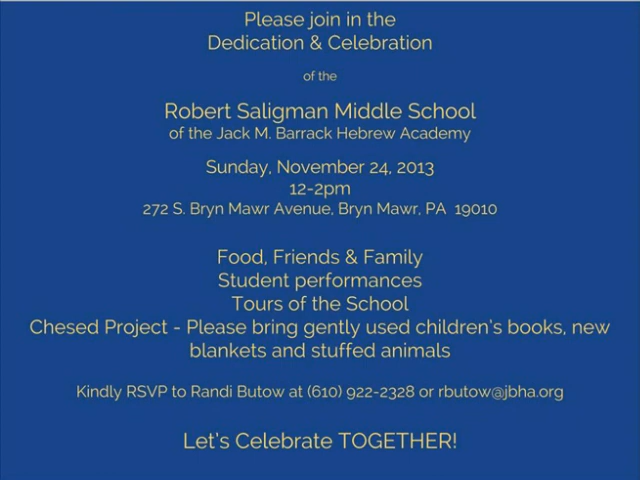 Please join in the
Dedication & Celebration
of the
Robert Saligman Middle School
of the Jack M. Barrack Hebrew Academy
Sunday, November 24, 2013
12-2pm
272 S. Bryn Mawr Avenue, Bryn Mawr, PA  19010
Food, Friends & Family
Student performances
Tours of the School
Chesed Project - Please bring gently used children's books, new
blankets and stuffed animals
Kindly RSVP to Randi Butow at (610) 922-2328 or rbutow@jbha.org
Let's Celebrate TOGETHER!